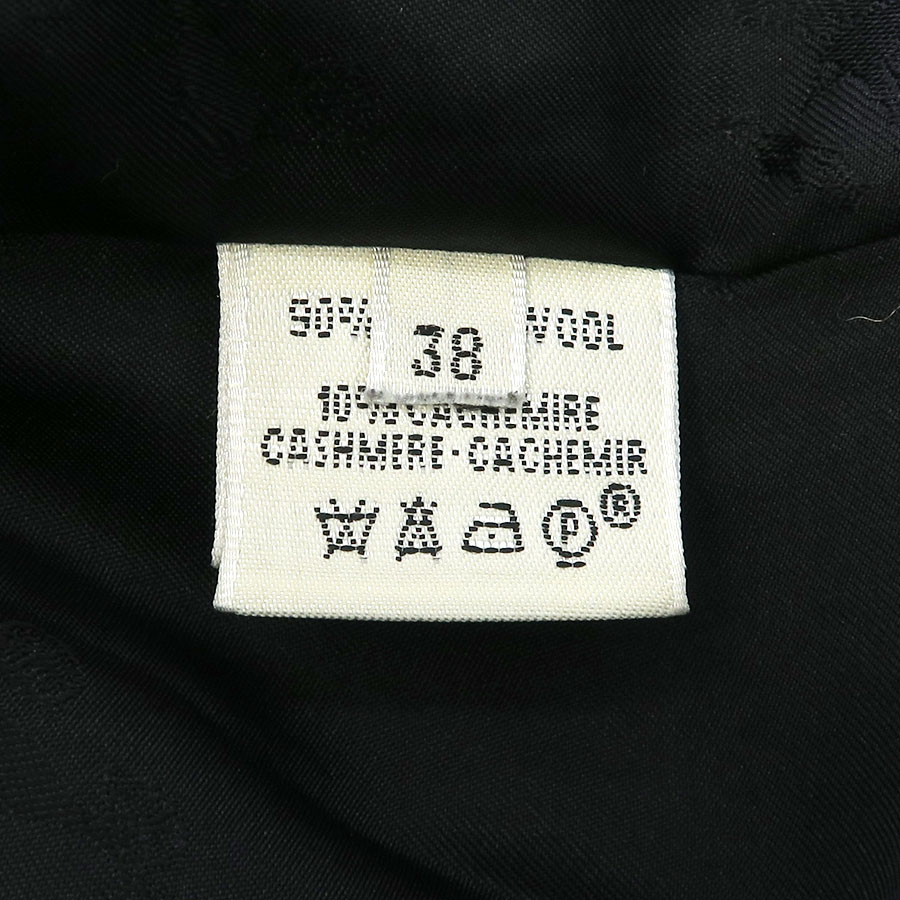 90% WOOL
38
10% CACHEMIRE
CASHMERE-CACHEMIR
P ®